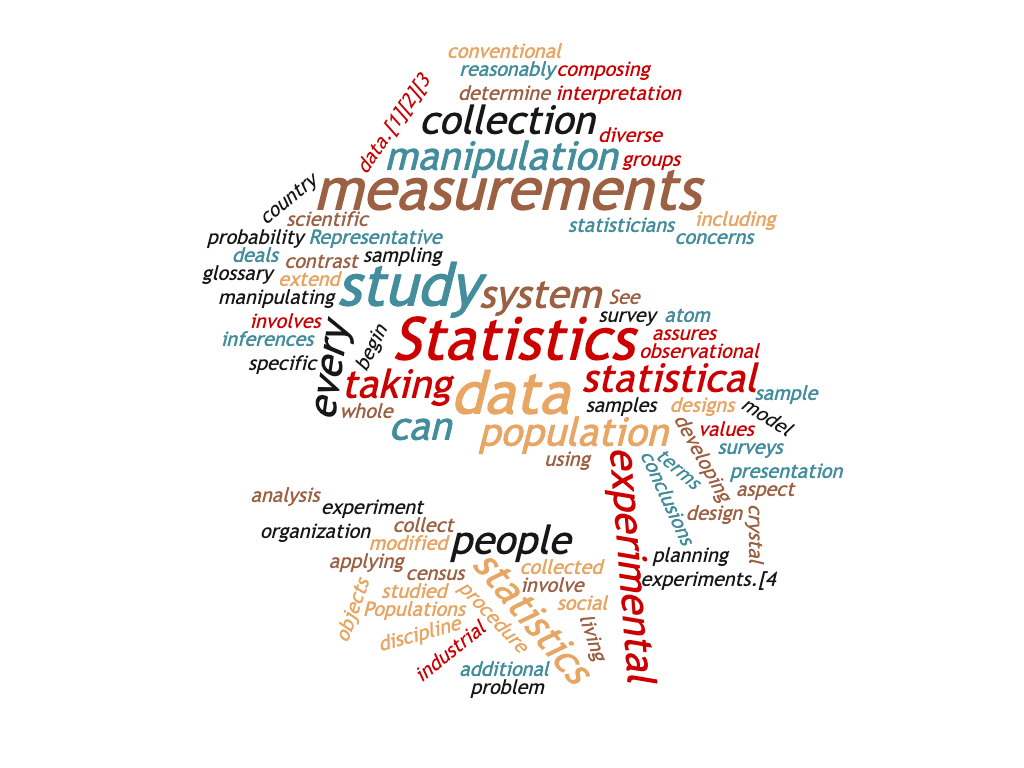 conventional
reasonably composing
determine interpretation
data.[1][2][3
collection
diverse
manipulation groups
measurements
country
scientific
statisticians including
probability Representative
concerns
deals contrast sampling
glossary extend
study system See
manipulating
survey atom
involves
Statistics assures
inferences
every begin
observational
specific
taking data statistical
sample
whole
samples designs model
can population
values
developing
surveys
using
experimental
conclusions
terms
presentation
aspect
analysis
experiment
design crystal
organization collect
modified people
planning
applying
census
statistics
collected
experiments.[4
objects
studied
procedure
involve
Populations
social
discipline
industrial
living
additional
problem